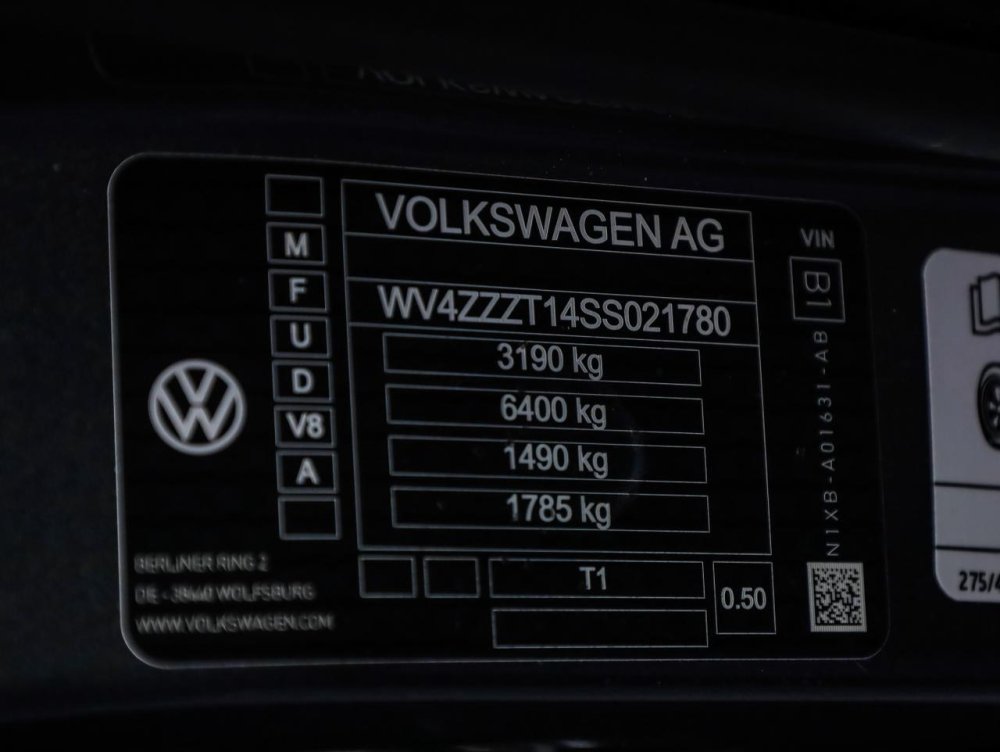 VOLKSWAGEN AG
WV4ZZZT14SS021780
3190 kg
6400 kg
1490 kg
1785 kg
T1
0.50
M
F
U
D
V8
A
BERLINER RING 2
DE - 38440 WOLFSBURG
WWW.VOLKSWAGEN.COM
VIN
B1
N1XB-A01631-AB
275/4